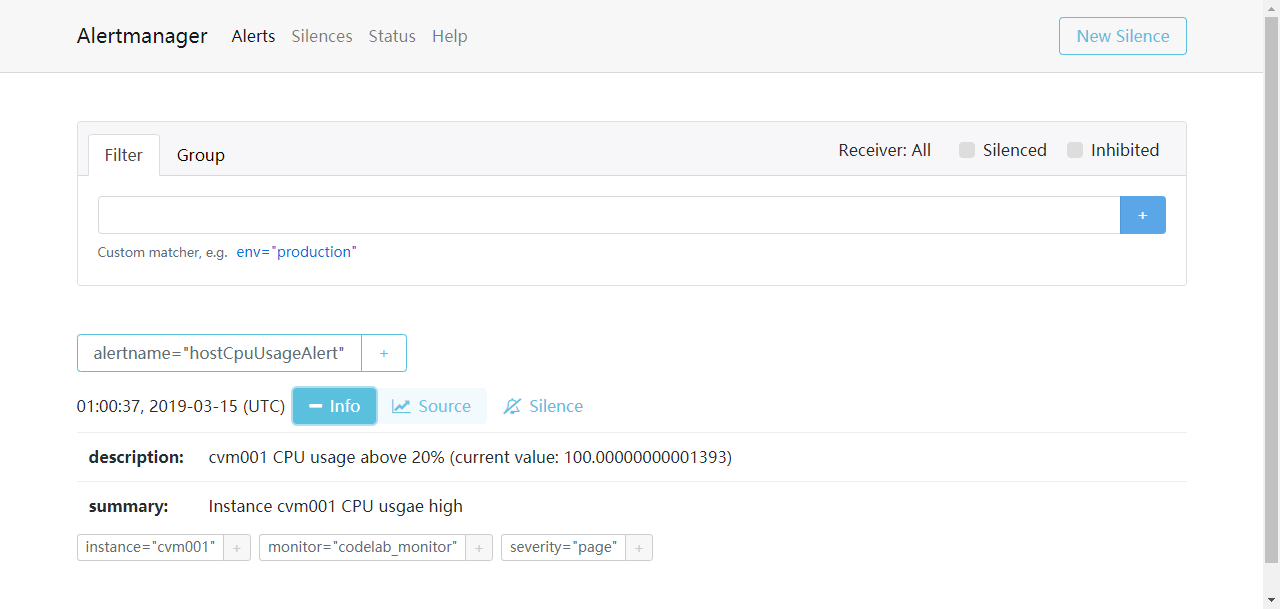 Alertmanager Alerts Silences Status Help New Silence
Filter Group Receiver: All Silenced Inhibited
+
Custom matcher, e.g. env="production"
alertname="hostCpuUsageAlert" +
01:00:37, 2019-03-15 (UTC) Info Source Silence
description: cvm001 CPU usage above 20% (current value: 100.00000000001393)
summary: Instance cvm001 CPU usgae high
instance="cvm001" + monitor="codelab_monitor" + severity="page" +